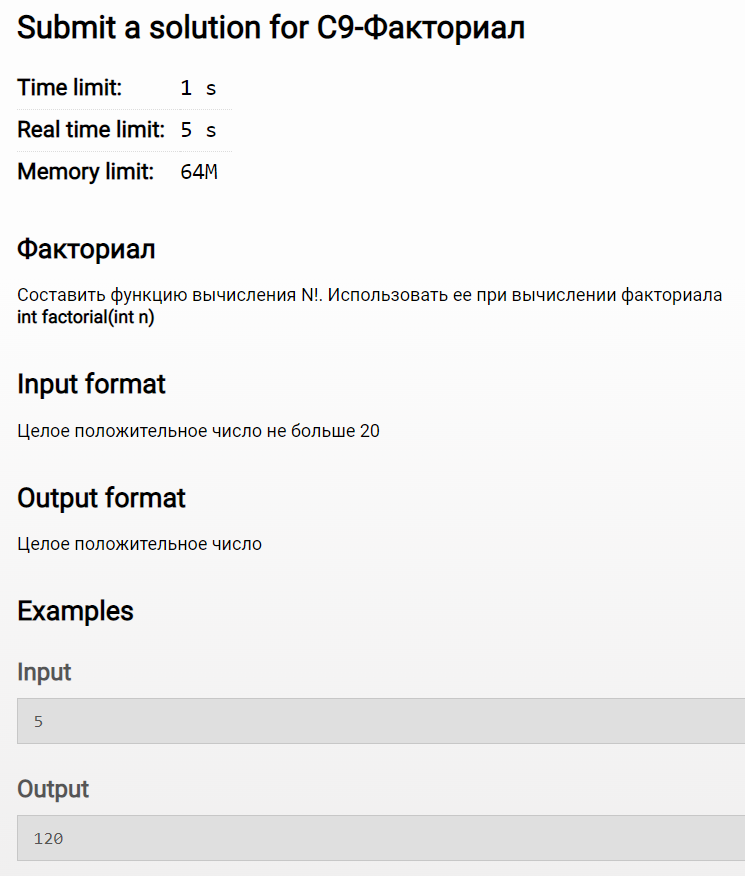 Submit a solution for C9-Факториал
Time limit: 1 s
Real time limit: 5 s
Memory limit: 64M
Факториал
Составить функцию вычисления N!. Использовать ее при вычислении факториала
int factorial(int n)
Input format
Целое положительное число не больше 20
Output format
Целое положительное число
Examples
Input
5
Output
120